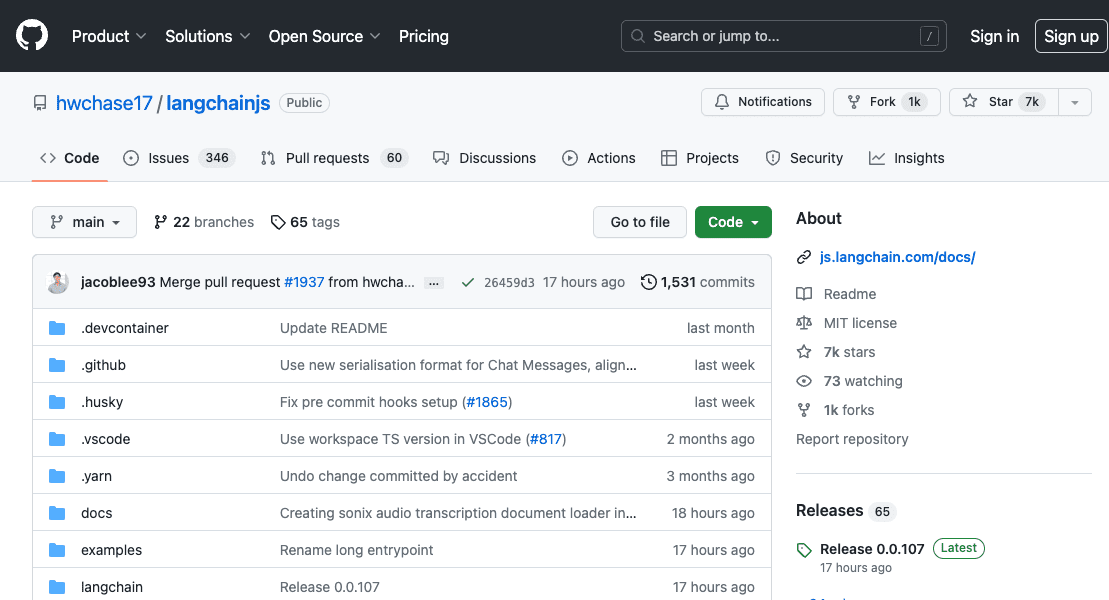 Product Solutions Open Source Pricing Search or jump to... / Sign in Sign up
hwchase17 / langchainjs Public Notifications Fork 1k Star 7k
Code Issues 346 Pull requests 60 Discussions Actions Projects Security Insights
main 22 branches 65 tags Go to file Code
jacoblee93 Merge pull request #1937 from hwcha... ... 26459d3 17 hours ago 1,531 commits
.devcontainer Update README last month
.github Use new serialisation format for Chat Messages, align... last week
.husky Fix pre commit hooks setup (#1865) last week
.vscode Use workspace TS version in VSCode (#817) 2 months ago
.yarn Undo change committed by accident 3 months ago
docs Creating sonix audio transcription document loader in... 18 hours ago
examples Rename long entrypoint 17 hours ago
langchain Release 0.0.107 17 hours ago
About
js.langchain.com/docs/
Readme
MIT license
7k stars
73 watching
1k forks
Report repository
Releases 65
Release 0.0.107 Latest
17 hours ago